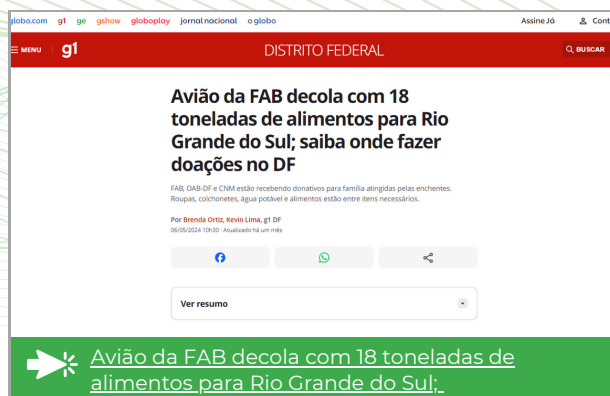 globo.com g1 ge gshow globoplay jornalnacional oglobo Assine Já Cont
MENU g1 DISTRITO FEDERAL BUSCAR
Avião da FAB decola com 18
toneladas de alimentos para Rio
Grande do Sul; saiba onde fazer
doações no DF
FAB, OAB-DF e CNM estão recebendo donativos para família atingidas pelas enchentes.
Roupas, colchonetes, água potável e alimentos estão entre itens necessários.
Por Brenda Ortiz, Kevin Lima, g1 DF
06/05/2024 10h30 · Atualizado há um mês
Ver resumo
Avião da FAB decola com 18 toneladas de
alimentos para Rio Grande do Sul;